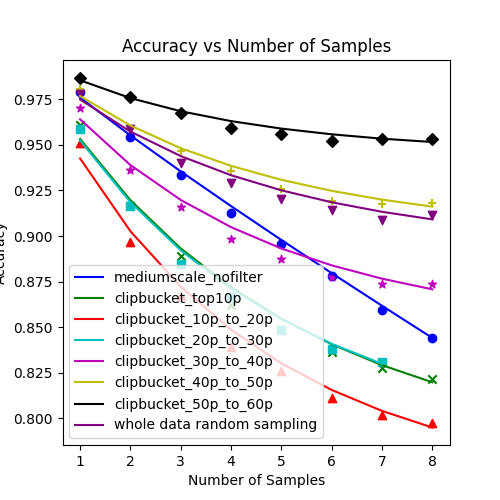 Accuracy vs Number of Samples
Accuracy
0.975
0.950
0.925
0.900
0.875
0.850
0.825
0.800
mediumscale_nofilter
clipbucket_top10p
clipbucket_10p_to_20p
clipbucket_20p_to_30p
clipbucket_30p_to_40p
clipbucket_40p_to_50p
clipbucket_50p_to_60p
whole data random sampling
1 2 3 4 5 6 7 8
Number of Samples